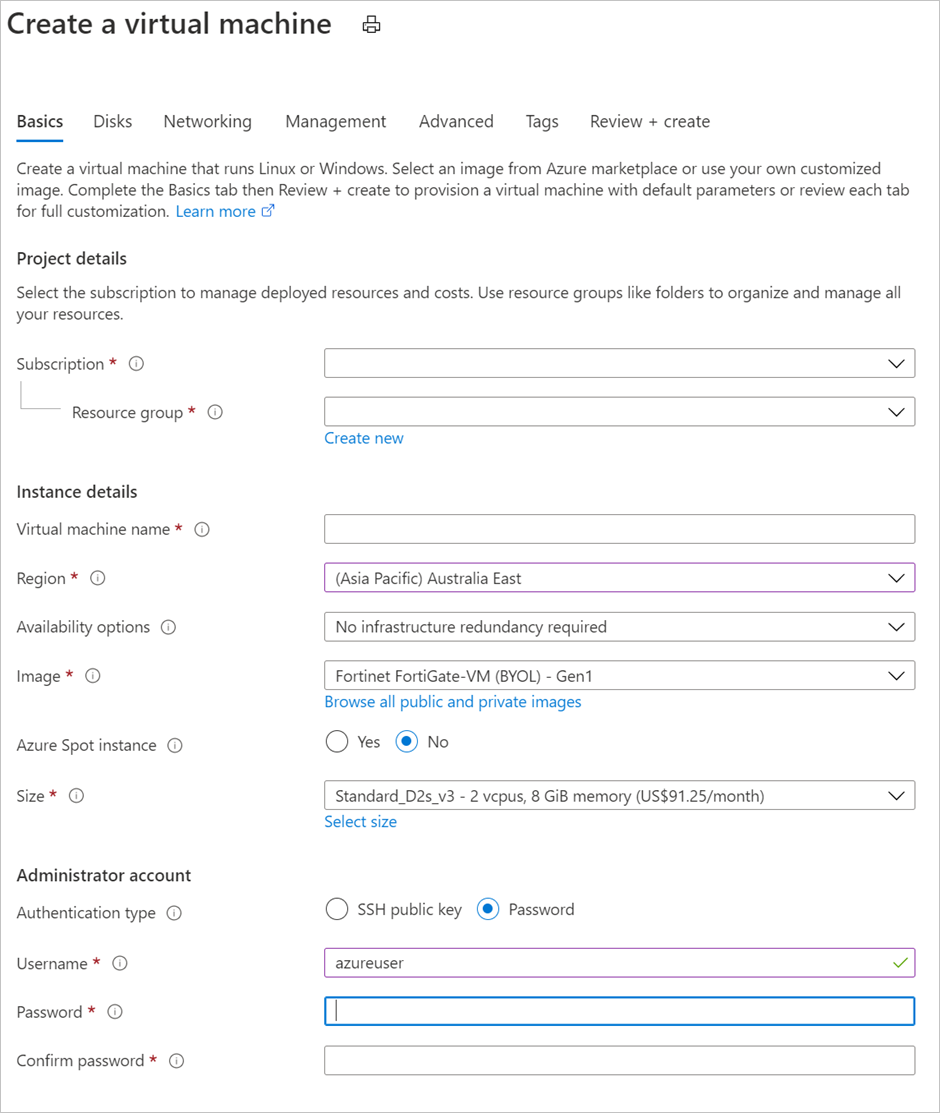 Create a virtual machine
Basics Disks Networking Management Advanced Tags Review + create
Create a virtual machine that runs Linux or Windows. Select an image from Azure marketplace or use your own customized
image. Complete the Basics tab then Review + create to provision a virtual machine with default parameters or review each tab
for full customization. Learn more
Project details
Select the subscription to manage deployed resources and costs. Use resource groups like folders to organize and manage all
your resources.
Subscription *
Resource group *
Create new
Instance details
Virtual machine name *
Region * (Asia Pacific) Australia East
Availability options No infrastructure redundancy required
Image * Fortinet FortiGate-VM (BYOL) - Gen1
Browse all public and private images
Azure Spot instance Yes No
Size * Standard_D2s_v3 - 2 vcpus, 8 GiB memory (US$91.25/month)
Select size
Administrator account
Authentication type SSH public key Password
Username * azureuser
Password *
Confirm password *